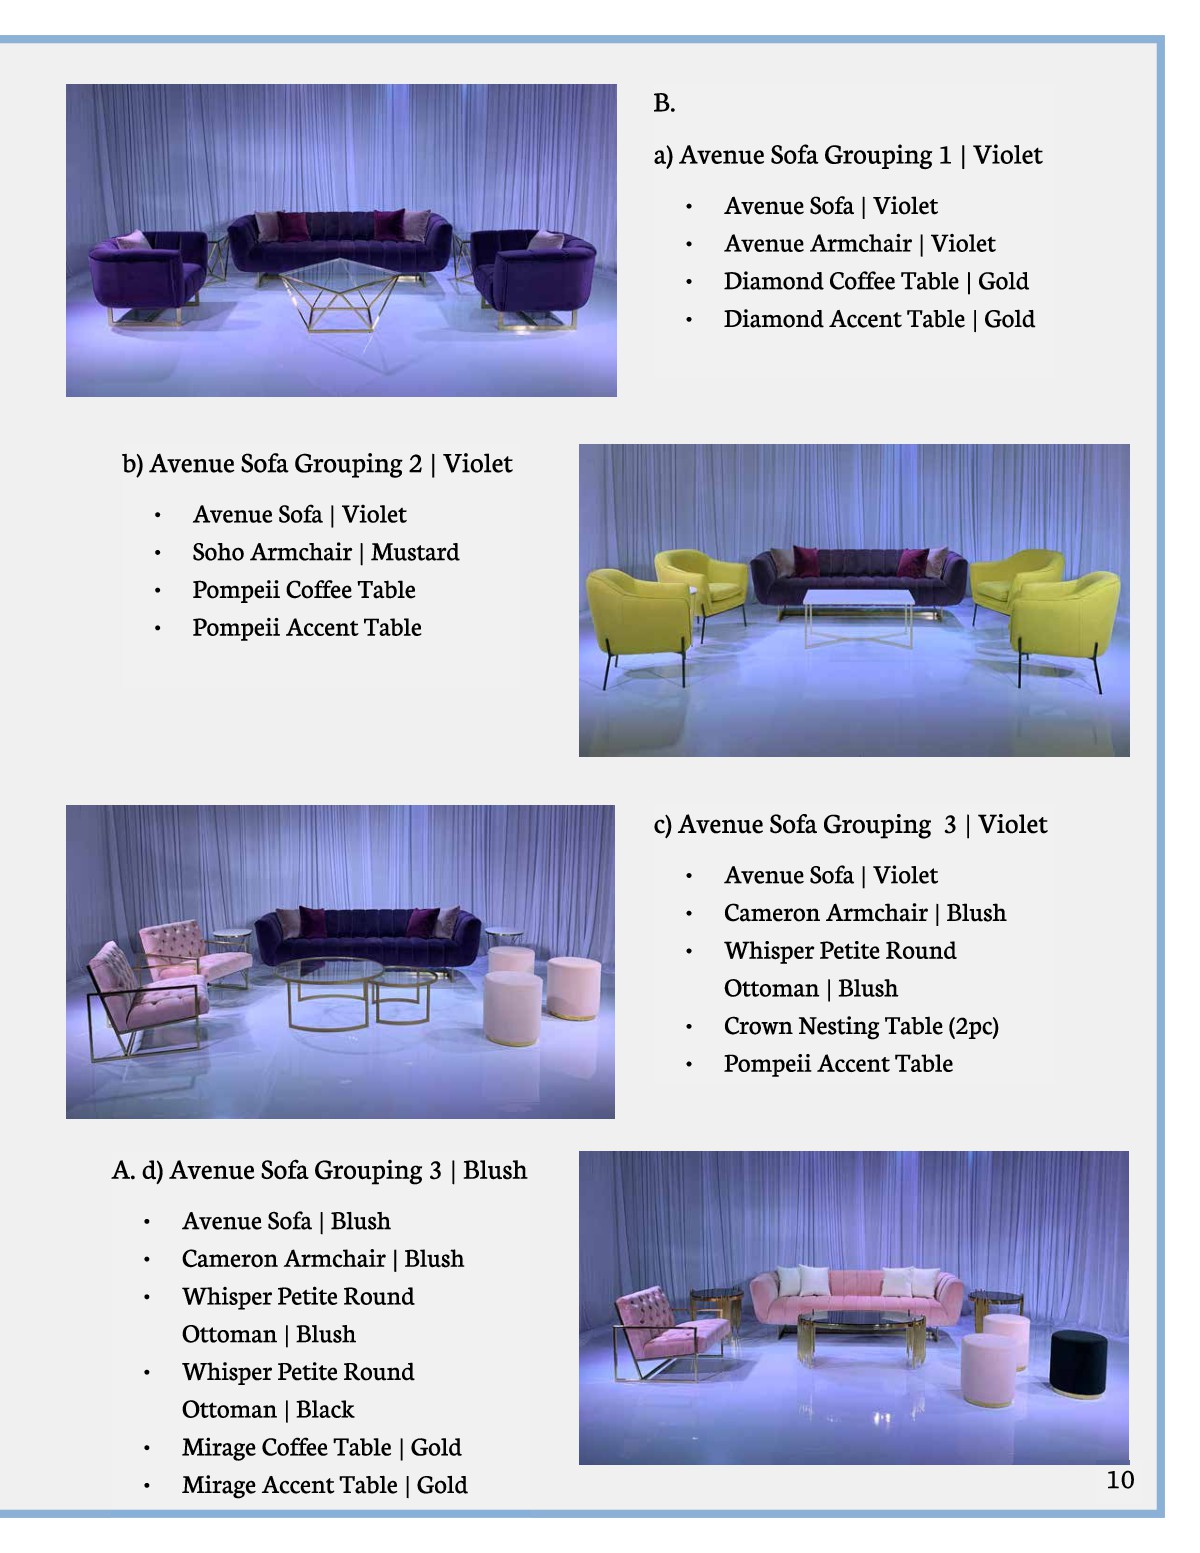 B.
a) Avenue Sofa Grouping 1 | Violet
• Avenue Sofa | Violet
• Avenue Armchair | Violet
• Diamond Coffee Table | Gold
• Diamond Accent Table | Gold
b) Avenue Sofa Grouping 2 | Violet
• Avenue Sofa | Violet
• Soho Armchair | Mustard
• Pompeii Coffee Table
• Pompeii Accent Table
c) Avenue Sofa Grouping  3 | Violet
• Avenue Sofa | Violet
• Cameron Armchair | Blush
• Whisper Petite Round
Ottoman | Blush
• Crown Nesting Table (2pc)
• Pompeii Accent Table
A. d) Avenue Sofa Grouping 3 | Blush
• Avenue Sofa | Blush
• Cameron Armchair | Blush
• Whisper Petite Round
Ottoman | Blush
• Whisper Petite Round
Ottoman | Black
• Mirage Coffee Table | Gold
• Mirage Accent Table | Gold
10